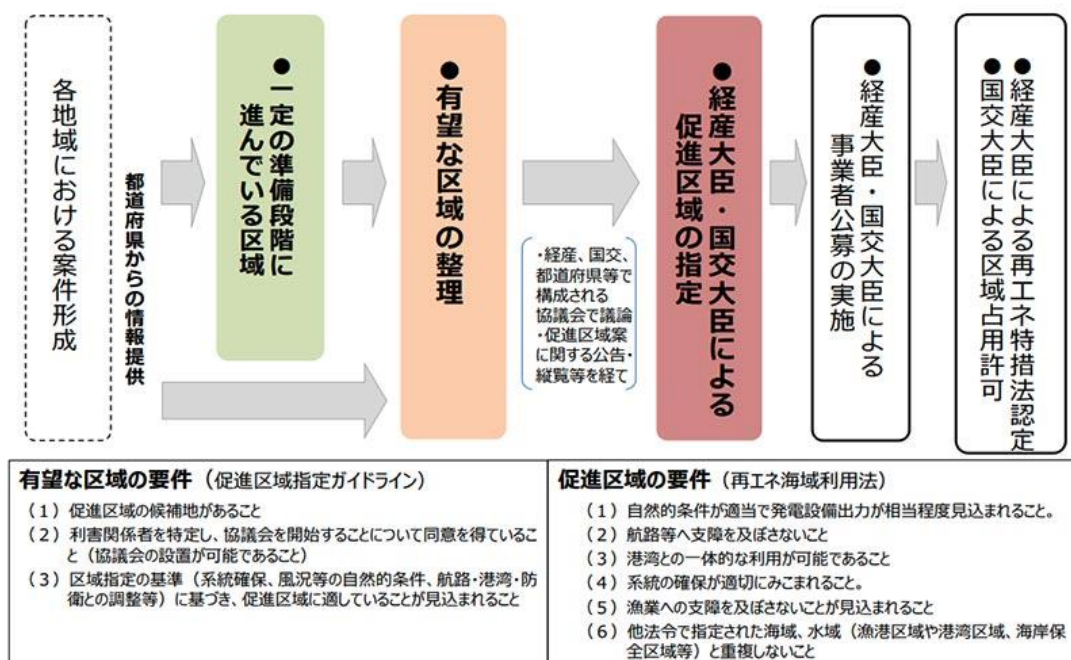 各地域における案件形成
都道府県からの情報提供
●一定の準備段階に
進んでいる区域
●有望な区域の整理
・経産、国交、
都道府県等で
構成される
協議会で議論
・促進区域案
に関する公告・
縦覧等を経て
●経産大臣・国交大臣による
促進区域の指定
●経産大臣・国交大臣による
事業者公募の実施
●経産大臣による再エネ特措法認定
●国交大臣による区域占用許可
有望な区域の要件（促進区域指定ガイドライン）
（1）促進区域の候補地があること
（2）利害関係者を特定し、協議会を開始することについて同意を得ているこ
と（協議会の設置が可能であること）
（3）区域指定の基準（系統確保、風況等の自然的条件、航路・港湾・防
衛との調整等）に基づき、促進区域に適していることが見込まれること
促進区域の要件（再エネ海域利用法）
（1）自然的条件が適当で発電設備出力が相当程度見込まれること。
（2）航路等へ支障を及ぼさないこと
（3）港湾との一体的な利用が可能であること
（4）系統の確保が適切にみこまれること。
（5）漁業への支障を及ぼさないことが見込まれること
（6）他法令で指定された海域、水域（漁港区域や港湾区域、海岸保
全区域等）と重複しないこと